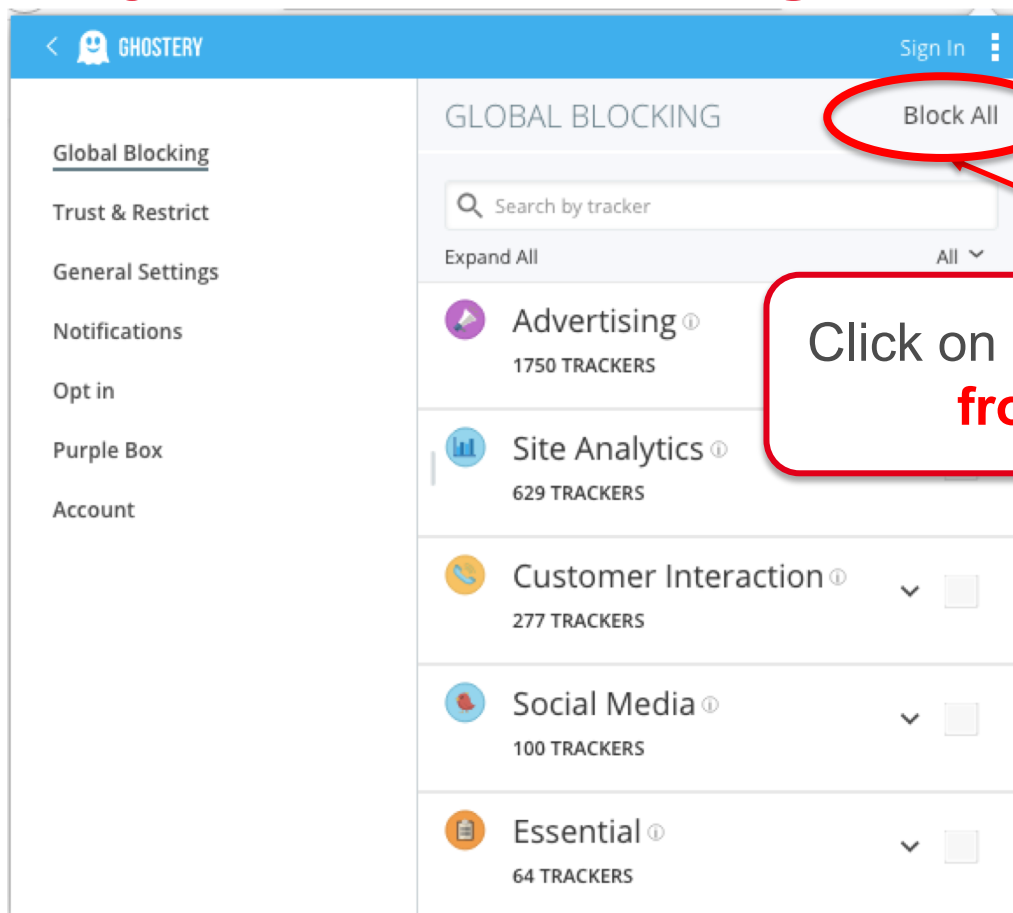 GHOSTERY
Sign In
Global Blocking
Trust & Restrict
General Settings
Notifications
Opt in
Purple Box
Account
GLOBAL BLOCKING
Block All
Search by tracker
Expand All
All
Advertising
1750 TRACKERS
Click on
Site Analytics
629 TRACKERS
Customer Interaction
277 TRACKERS
Social Media
100 TRACKERS
Essential
64 TRACKERS